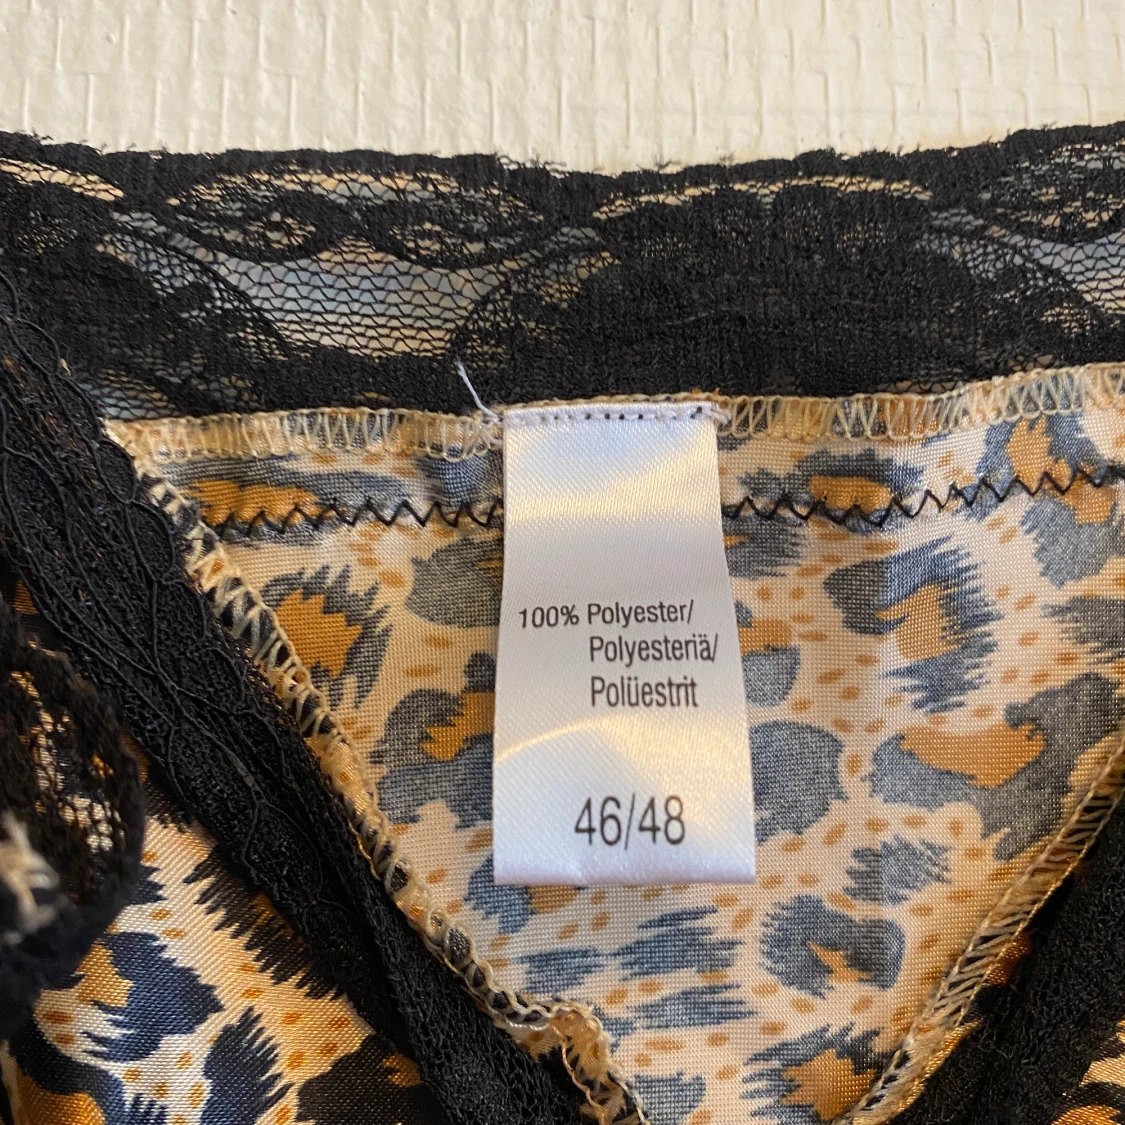 100% Polyester/
Polyesteriä/
Polüestrit
46/48